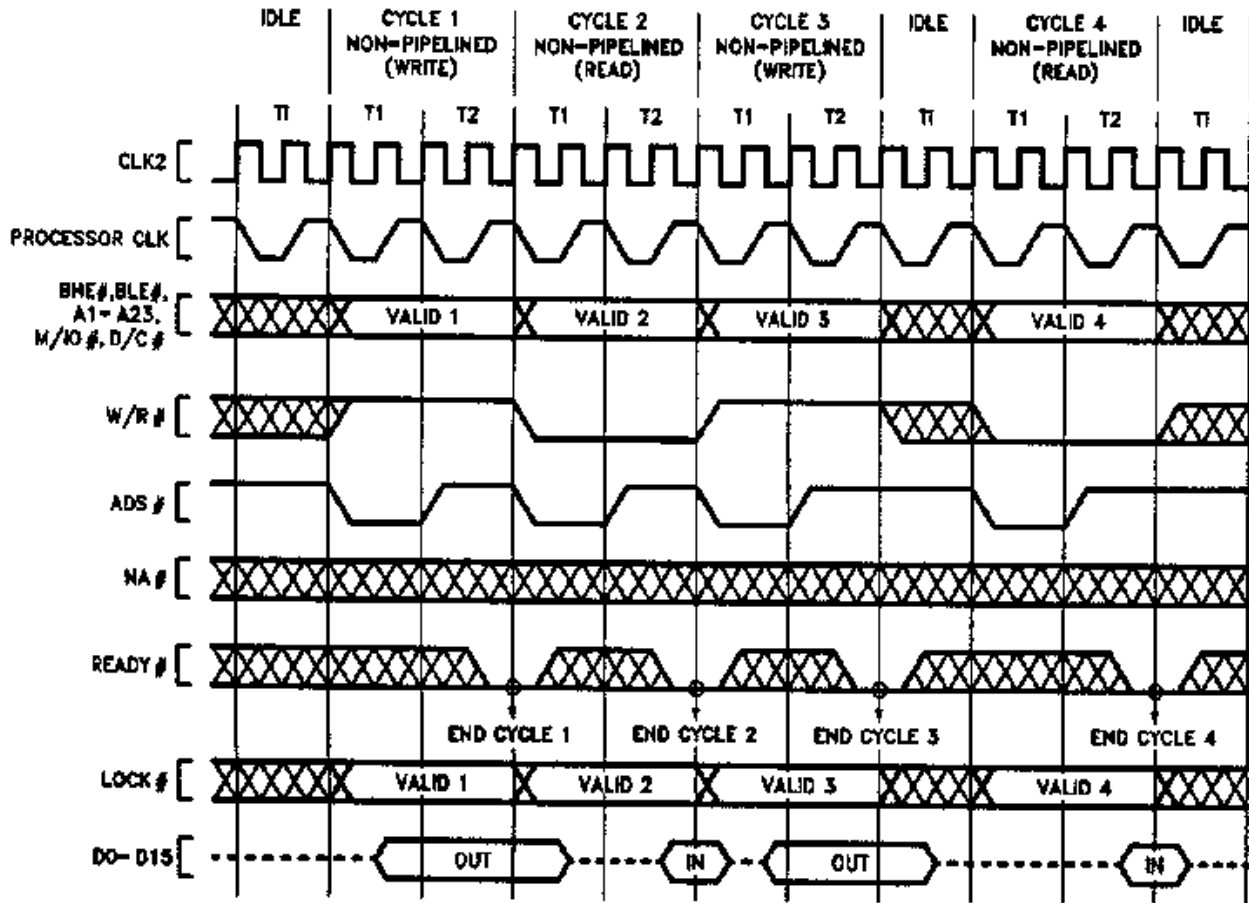 IDLE
CYCLE 1
NON-PIPELINED
(WRITE)
CYCLE 2
NON-PIPELINED
(READ)
CYCLE 3
NON-PIPELINED
(WRITE)
IDLE
CYCLE 4
NON-PIPELINED
(READ)
IDLE
TI T1 T2 T1 T2 T1 T2 TI T1 T2 TI
CLK2
PROCESSOR CLK
BHE#,BLE#,
A1-A23,
M/IO#,D/C#
VALID 1 VALID 2 VALID 3 VALID 4
W/R#
ADS#
NA#
READY#
END CYCLE 1 END CYCLE 2 END CYCLE 3 END CYCLE 4
LOCK#
VALID 1 VALID 2 VALID 3 VALID 4
D0-D15
OUT IN OUT IN